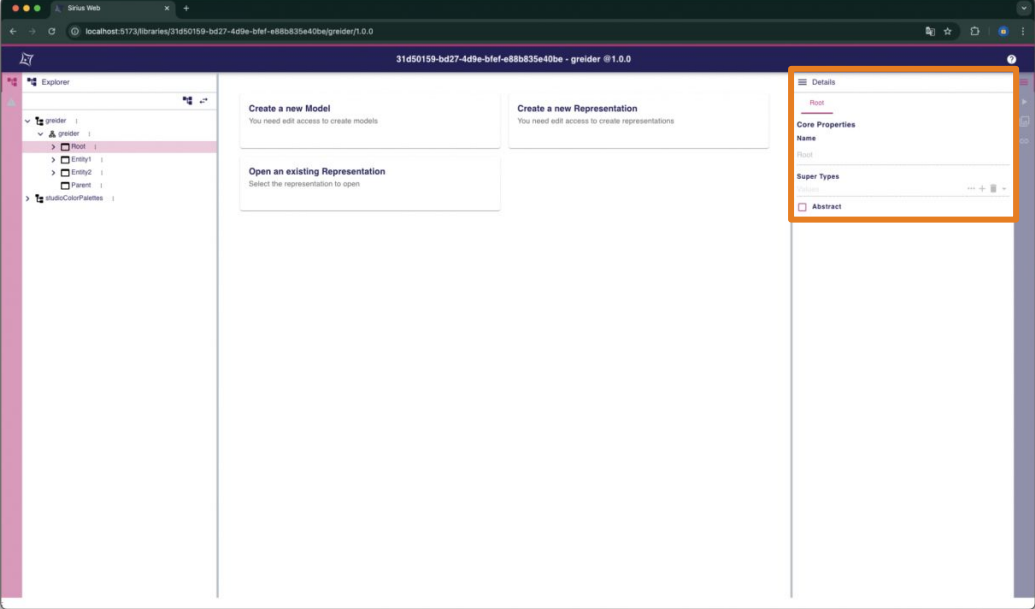 Sirius Web
localhost:5173/libraries/31d50159-bd27-4d9e-bfef-e88b835e40be/greider/1.0.0
31d50159-bd27-4d9e-bfef-e88b835e40be - greider @1.0.0
Explorer
greider
greider
Root
Entity1
Entity2
Parent
studioColorPalettes
Create a new Model
You need edit access to create models
Create a new Representation
You need edit access to create representations
Open an existing Representation
Select the representation to open
Details
Root
Core Properties
Name
Root
Super Types
Abstract